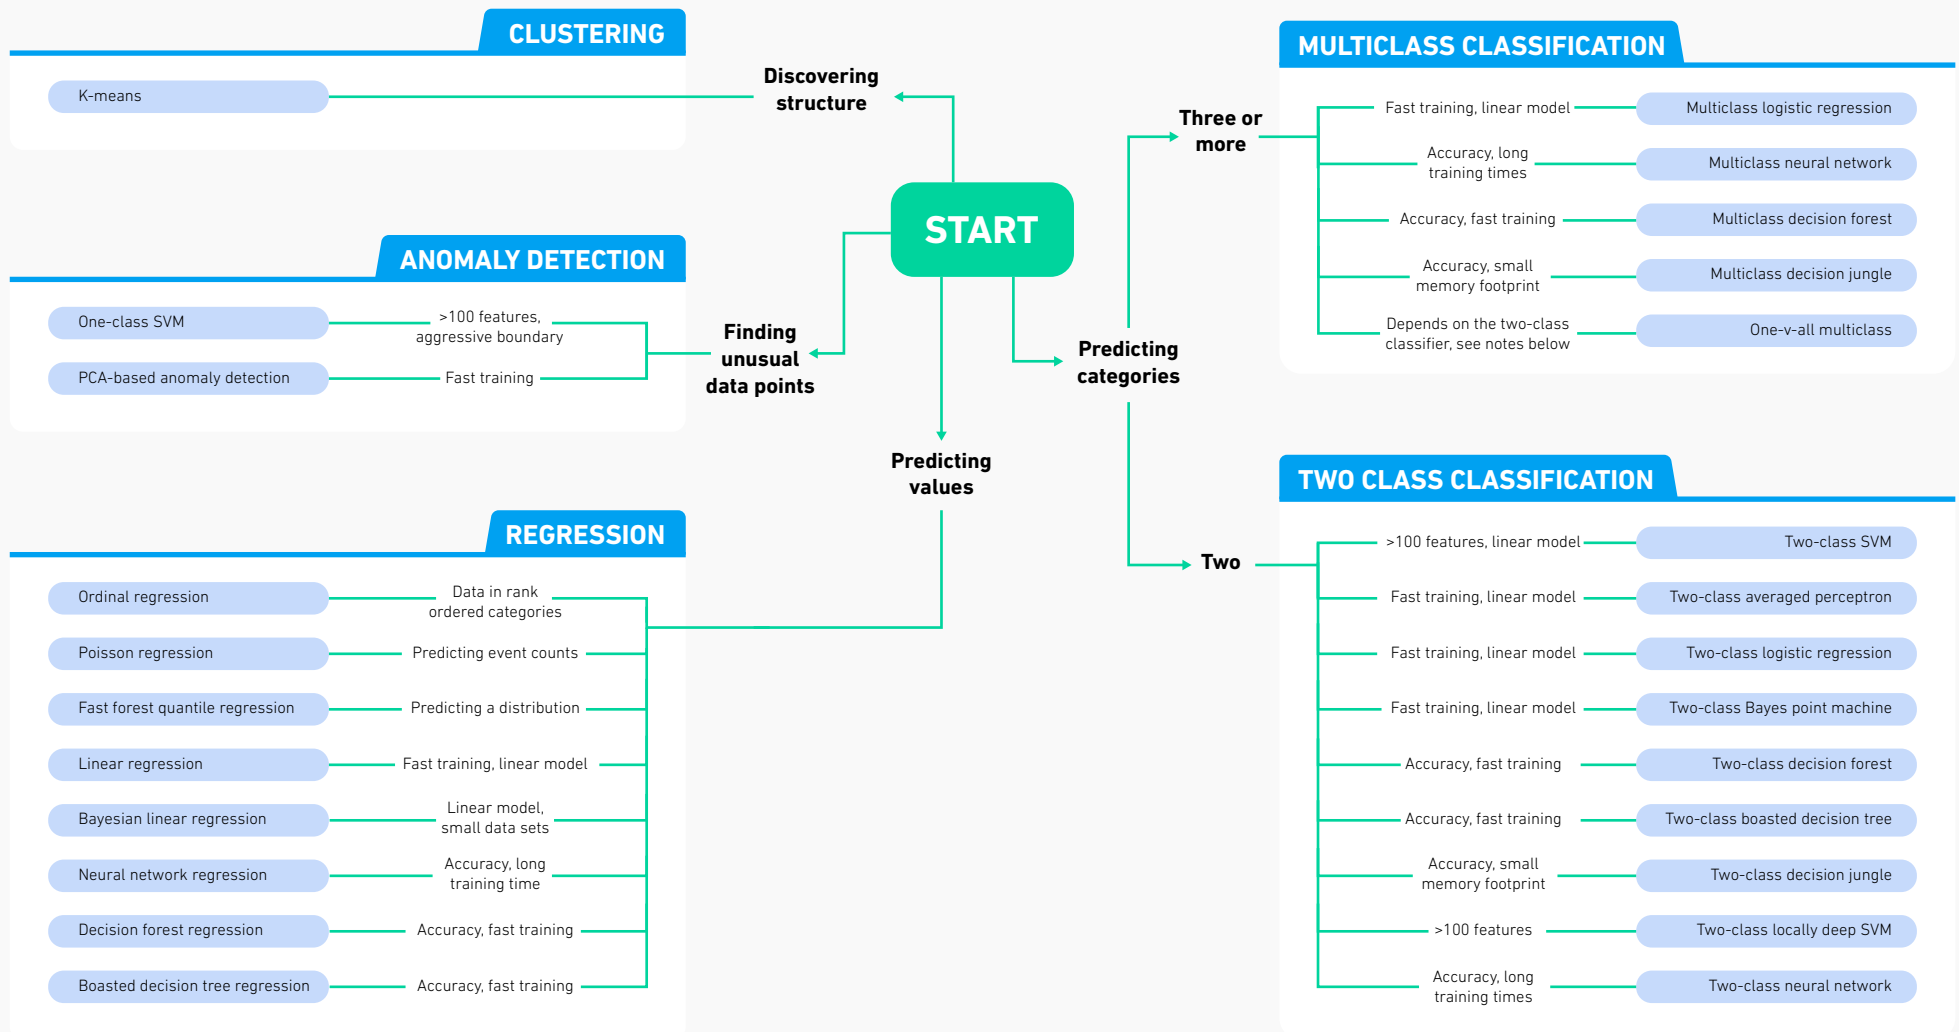 CLUSTERING
K-means
Discovering
structure
START
ANOMALY DETECTION
One-class SVM
>100 features,
aggressive boundary
PCA-based anomaly detection
Fast training
Finding
unusual
data points
Predicting
values
REGRESSION
Ordinal regression
Data in rank
ordered categories
Poisson regression
Predicting event counts
Fast forest quantile regression
Predicting a distribution
Linear regression
Fast training, linear model
Bayesian linear regression
Linear model,
small data sets
Neural network regression
Accuracy, long
training time
Decision forest regression
Accuracy, fast training
Boasted decision tree regression
Accuracy, fast training
Predicting
categories
Three or
more
MULTICLASS CLASSIFICATION
Fast training, linear model
Multiclass logistic regression
Accuracy, long
training times
Multiclass neural network
Accuracy, fast training
Multiclass decision forest
Accuracy, small
memory footprint
Multiclass decision jungle
Depends on the two-class
classifier, see notes below
One-v-all multiclass
Two
TWO CLASS CLASSIFICATION
>100 features, linear model
Two-class SVM
Fast training, linear model
Two-class averaged perceptron
Fast training, linear model
Two-class logistic regression
Fast training, linear model
Two-class Bayes point machine
Accuracy, fast training
Two-class decision forest
Accuracy, fast training
Two-class boasted decision tree
Accuracy, small
memory footprint
Two-class decision jungle
>100 features
Two-class locally deep SVM
Accuracy, long
training times
Two-class neural network